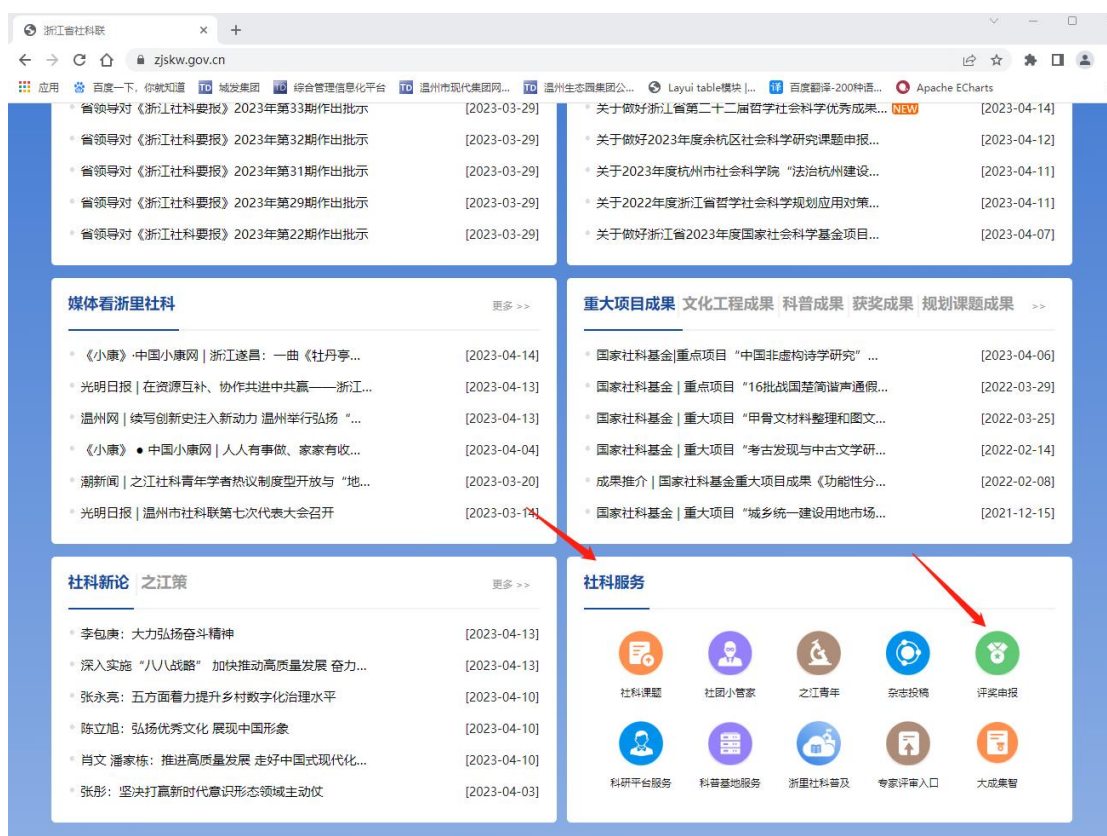 浙江省社科联
zjskw.gov.cn
应用 百度一下，你就知道 城发集团 综合管理信息化平台 温州市现代集团网... 温州生态园集团公... Layui table模块 |... 百度翻译-200种语... Apache ECharts
省领导对《浙江社科要报》2023年第33期作出批示 [2023-03-29]
省领导对《浙江社科要报》2023年第32期作出批示 [2023-03-29]
省领导对《浙江社科要报》2023年第31期作出批示 [2023-03-29]
省领导对《浙江社科要报》2023年第29期作出批示 [2023-03-29]
省领导对《浙江社科要报》2023年第22期作出批示 [2023-03-29]
关于做好浙江省第二十二届哲学社会科学优秀成果... NEW [2023-04-14]
关于做好2023年度余杭区社会科学研究课题申报... [2023-04-12]
关于2023年度杭州市社会科学院“法治杭州建设... [2023-04-11]
关于2022年度浙江省哲学社会科学规划应用对策... [2023-04-11]
关于做好浙江省2023年度国家社会科学基金项目... [2023-04-07]
媒体看浙里社科 更多 >>
《小康》·中国小康网 | 浙江遂昌：一曲《牡丹亭... [2023-04-14]
光明日报 | 在资源互补、协作共进中共赢——浙江... [2023-04-13]
温州网 | 续写创新史注入新动力 温州举行弘扬“... [2023-04-13]
《小康》 ● 中国小康网 | 人人有事做、家家有收... [2023-04-04]
潮新闻 | 之江社科青年学者热议制度型开放与“地... [2023-03-20]
光明日报 | 温州市社科联第七次代表大会召开 [2023-03-14]
重大项目成果 文化工程成果 科普成果 获奖成果 规划课题成果 >>
国家社科基金|重点项目“中国非虚构诗学研究” ... [2023-04-06]
国家社科基金 | 重点项目“16批战国楚简谐声通假... [2022-03-29]
国家社科基金 | 重大项目“甲骨文材料整理和图文... [2022-03-25]
国家社科基金 | 重大项目“考古发现与中古文学研... [2022-02-14]
成果推介 | 国家社科基金重大项目成果《功能性分... [2022-02-08]
国家社科基金 | 重大项目“城乡统一建设用地市场... [2021-12-15]
社科新论 之江策 更多 >>
李包庚：大力弘扬奋斗精神 [2023-04-13]
深入实施“八八战略” 加快推动高质量发展 奋力... [2023-04-13]
张永亮：五方面着力提升乡村数字化治理水平 [2023-04-10]
陈立旭：弘扬优秀文化 展现中国形象 [2023-04-10]
肖文 潘家栋：推进高质量发展 走好中国式现代化... [2023-04-10]
张彤：坚决打赢新时代意识形态领域主动仗 [2023-04-03]
社科服务
社科课题 社团小管家 之江青年 杂志投稿 评奖申报
科研平台服务 科普基地服务 浙里社科普及 专家评审入口 大成集智